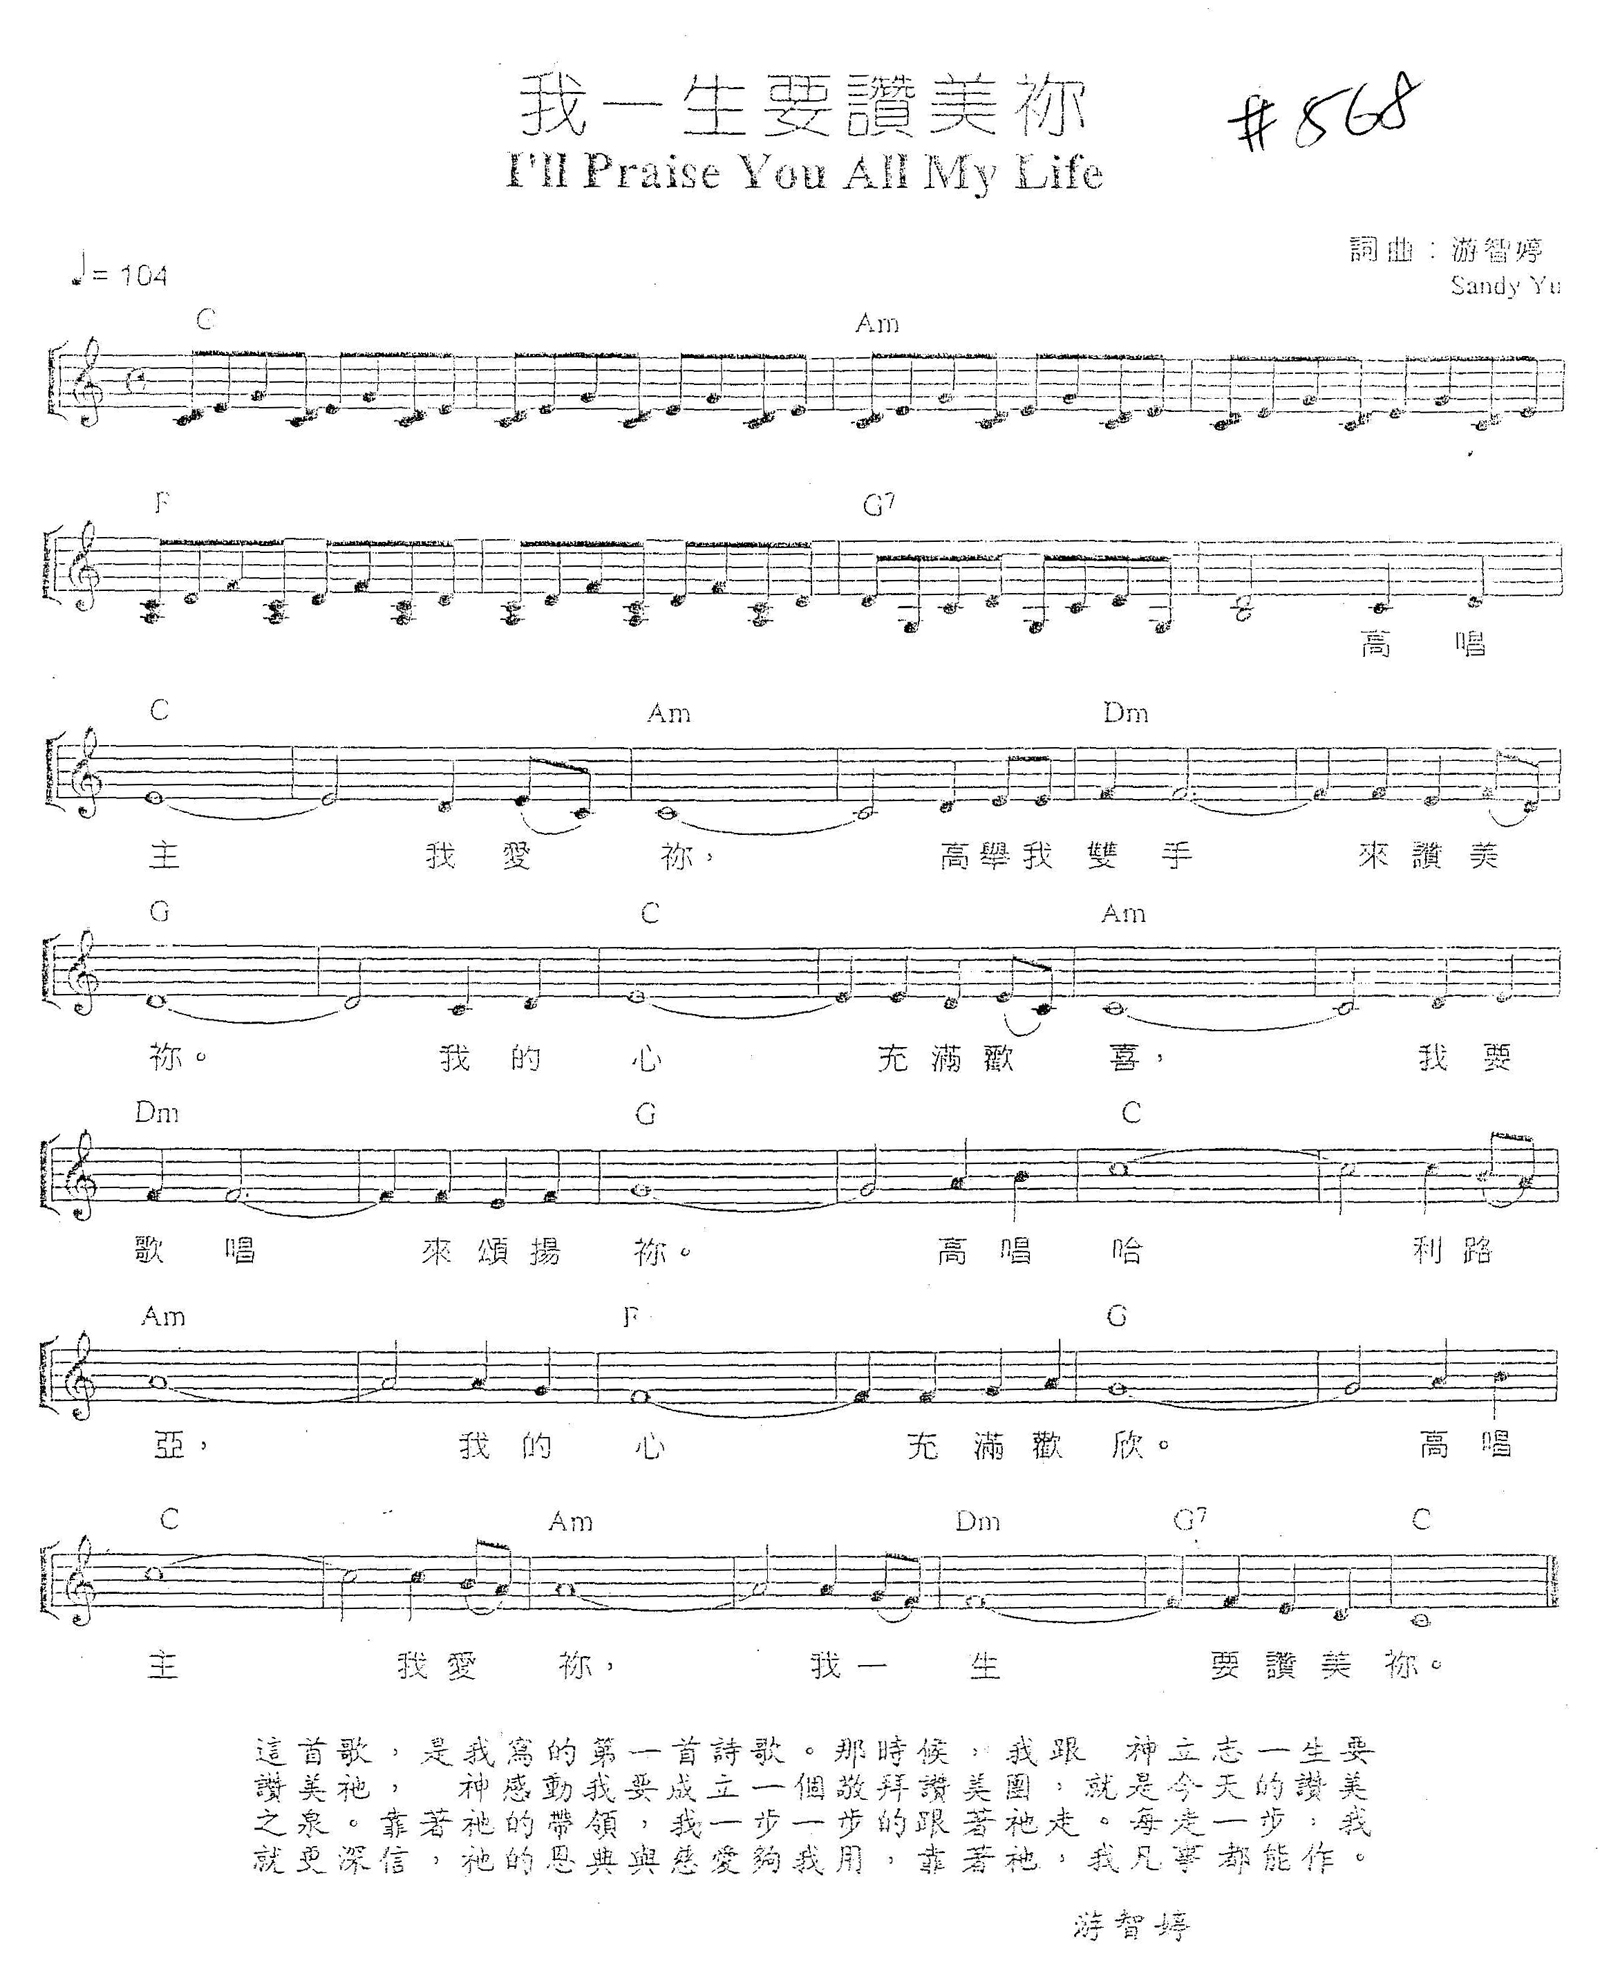 我一生要讚美祢
#568
I'll Praise You All My Life
♩= 104
詞曲：游智婷
Sandy Yu
C Am
F G7
高 唱
C Am Dm
主 我 愛 祢， 高 舉 我 雙 手 來 讚 美
G C Am
祢。 我 的 心 充 滿 歡 喜， 我 要
Dm G C
歌 唱 來 頌 揚 祢。 高 唱 哈 利 路
Am F G
亞， 我 的 心 充 滿 歡 欣。 高 唱
C Am Dm G7 C
主 我 愛 祢， 我 一 生 要 讚 美 祢。
這首歌，是我寫的第一首詩歌。那時候，我跟 神立志一生要
讚美祂， 神感動我要成立一個敬拜讚美團，就是今天的讚美
之泉。靠著祂的帶領，我一步一步的跟著祂走。每走一步，我
就更深信，祂的恩典與慈愛夠我用，靠著祂，我凡事都能作。
游智婷